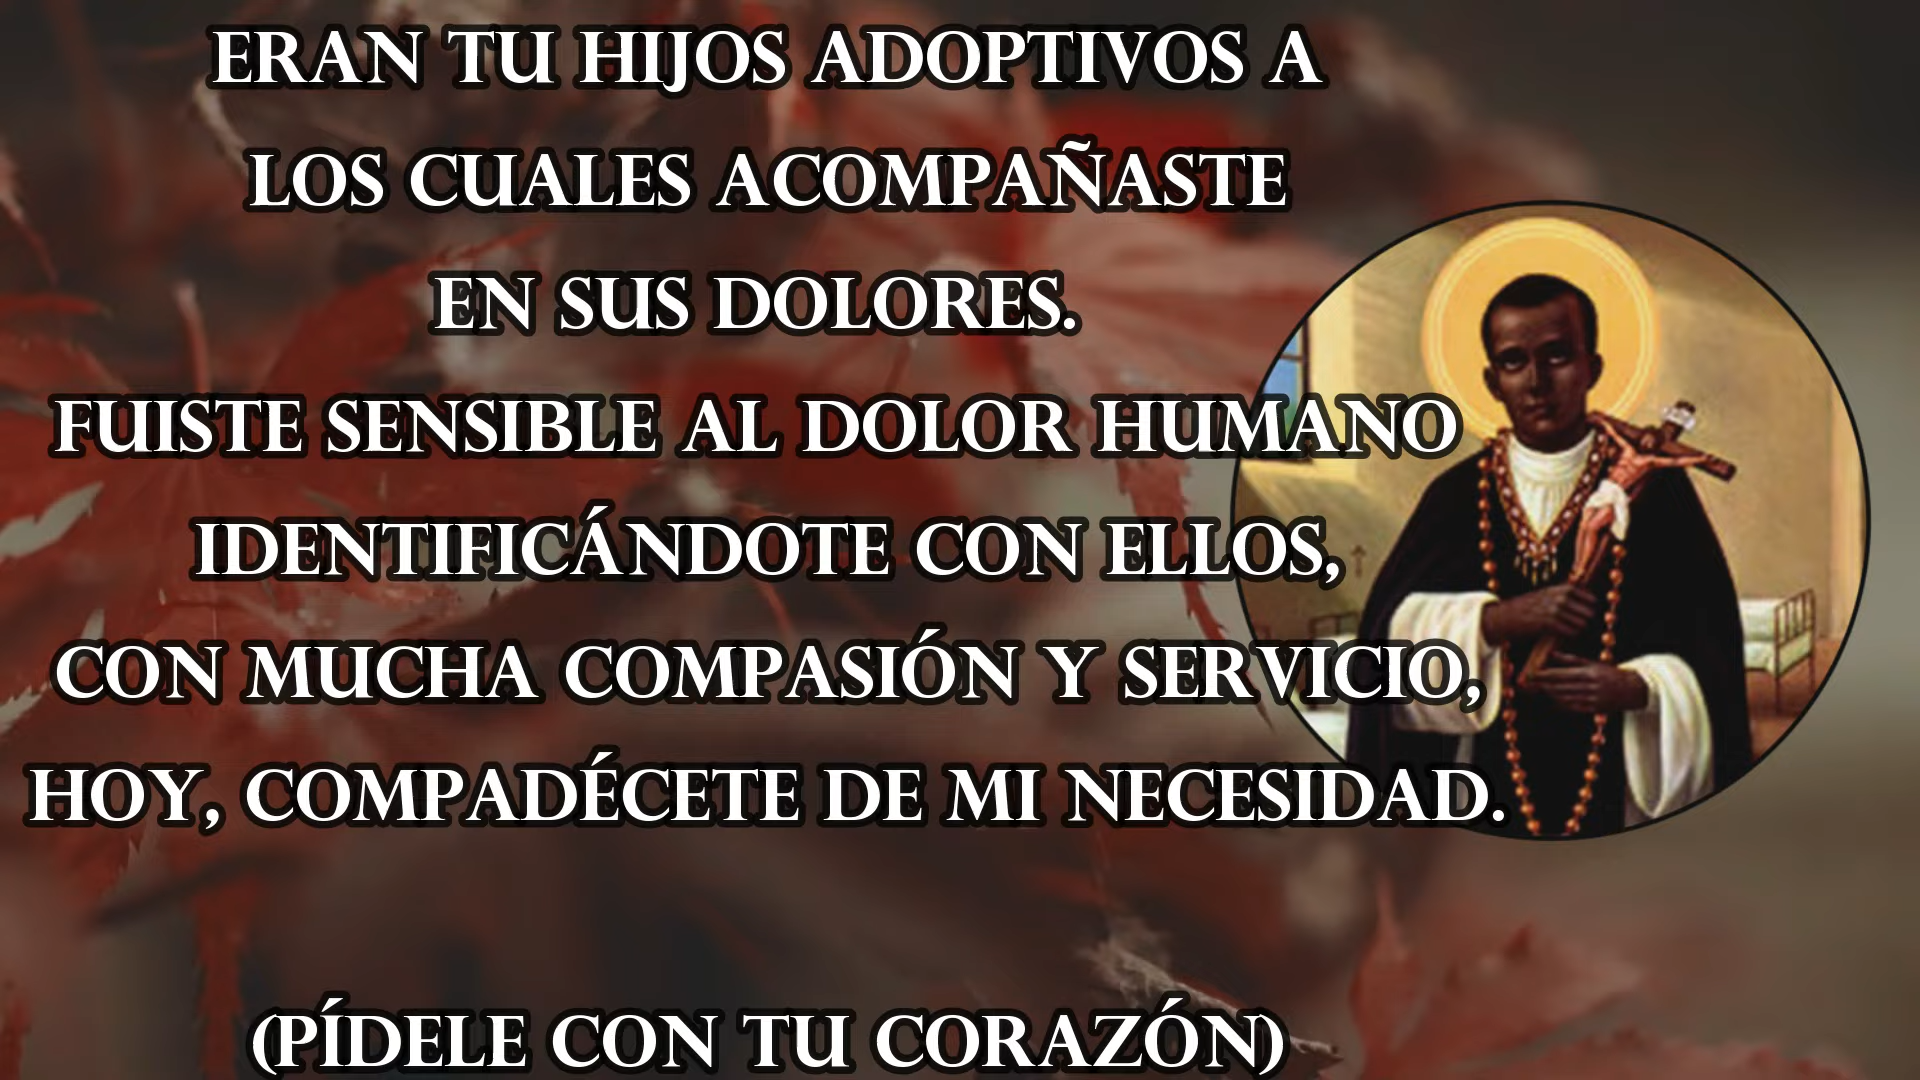 ERAN TU HIJOS ADOPTIVOS A
LOS CUALES ACOMPAÑASTE
EN SUS DOLORES.
FUISTE SENSIBLE AL DOLOR HUMANO
IDENTIFICÁNDOTE CON ELLOS,
CON MUCHA COMPASIÓN Y SERVICIO,
HOY, COMPADÉCETE DE MI NECESIDAD.
(PÍDELE CON TU CORAZÓN)